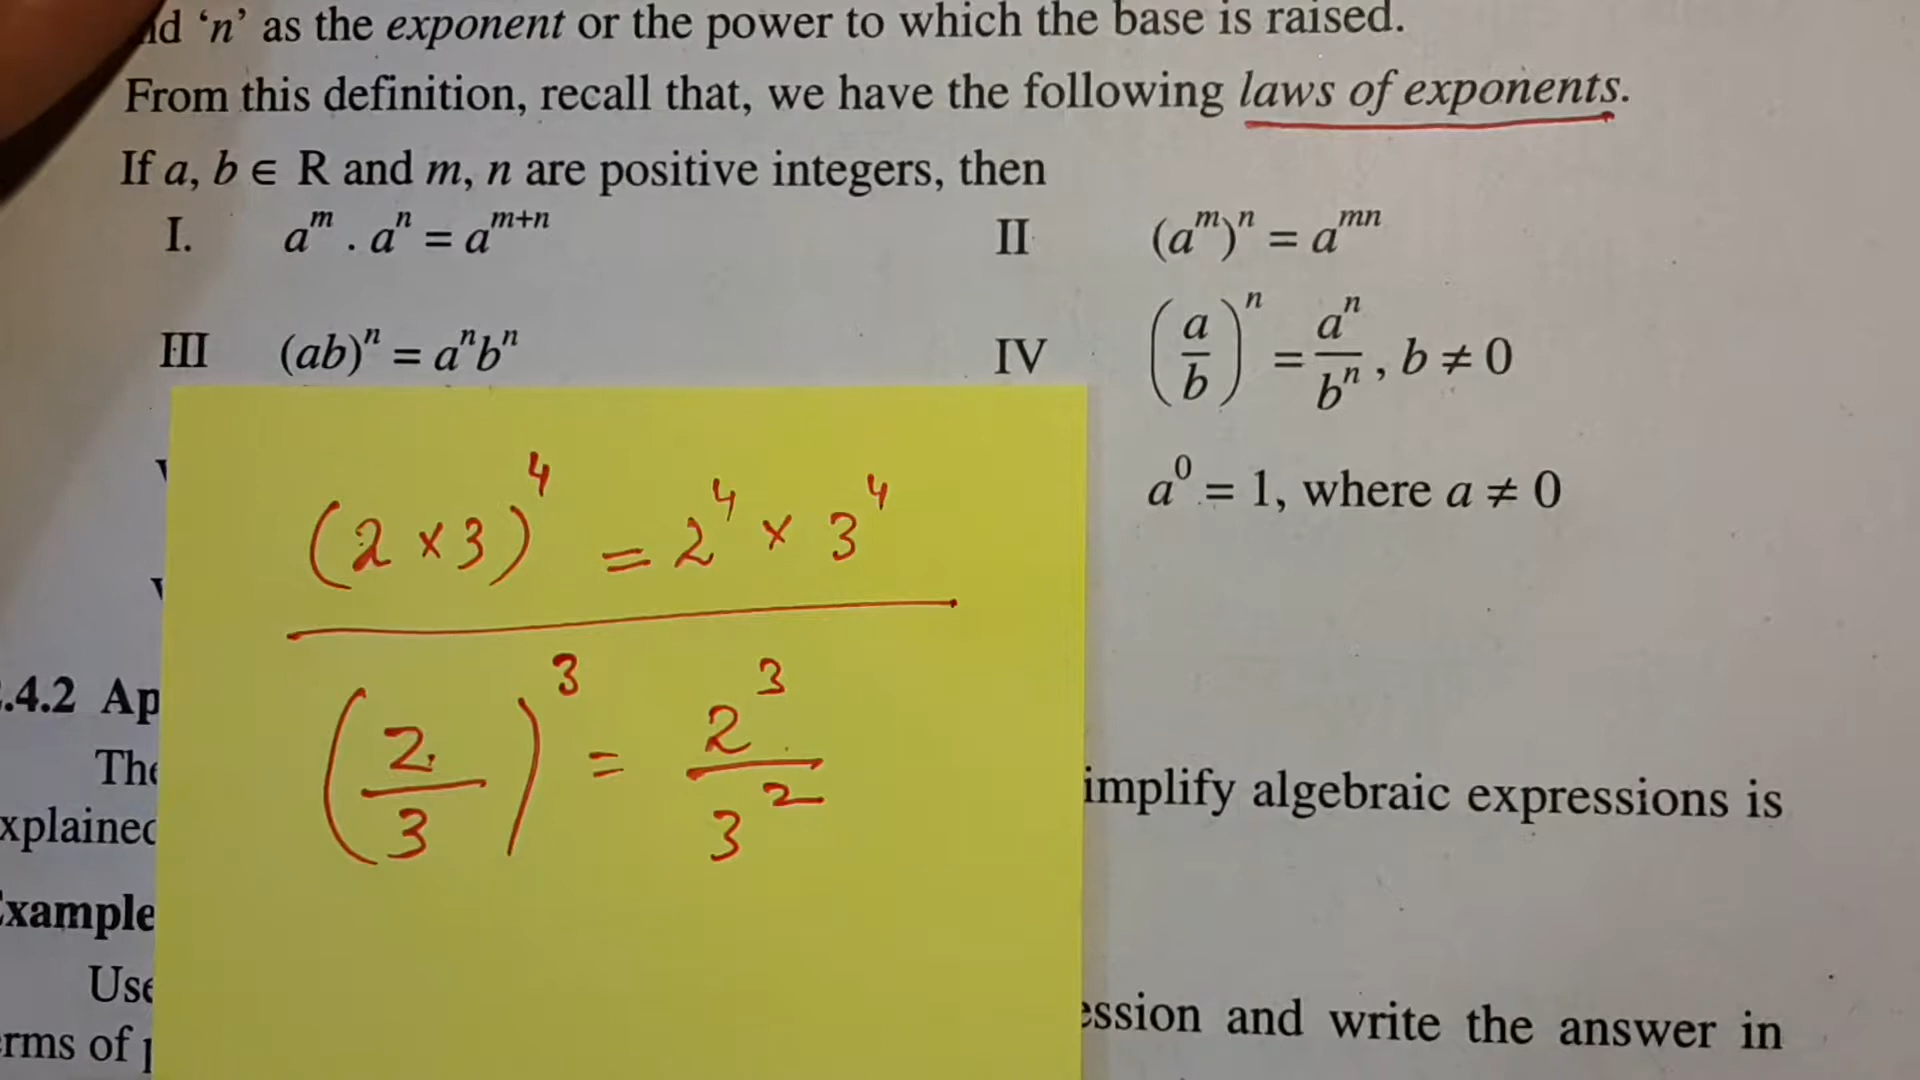 ‘n’ as the exponent or the power to which the base is raised.
From this definition, recall that, we have the following laws of exponents.
If a, b ∈ R and m, n are positive integers, then
I. a^m . a^n = a^(m+n) II (a^m)^n = a^(mn)
III (ab)^n = a^n b^n IV (a/b)^n = a^n/b^n , b ≠ 0
a^0 = 1, where a ≠ 0
(2 × 3)^4 = 2^4 × 3^4
(2/3)^3 = 2^3/3^2
.4.2 Ap
The
implify algebraic expressions is
xplained
Example
Use
ession and write the answer in
rms of p